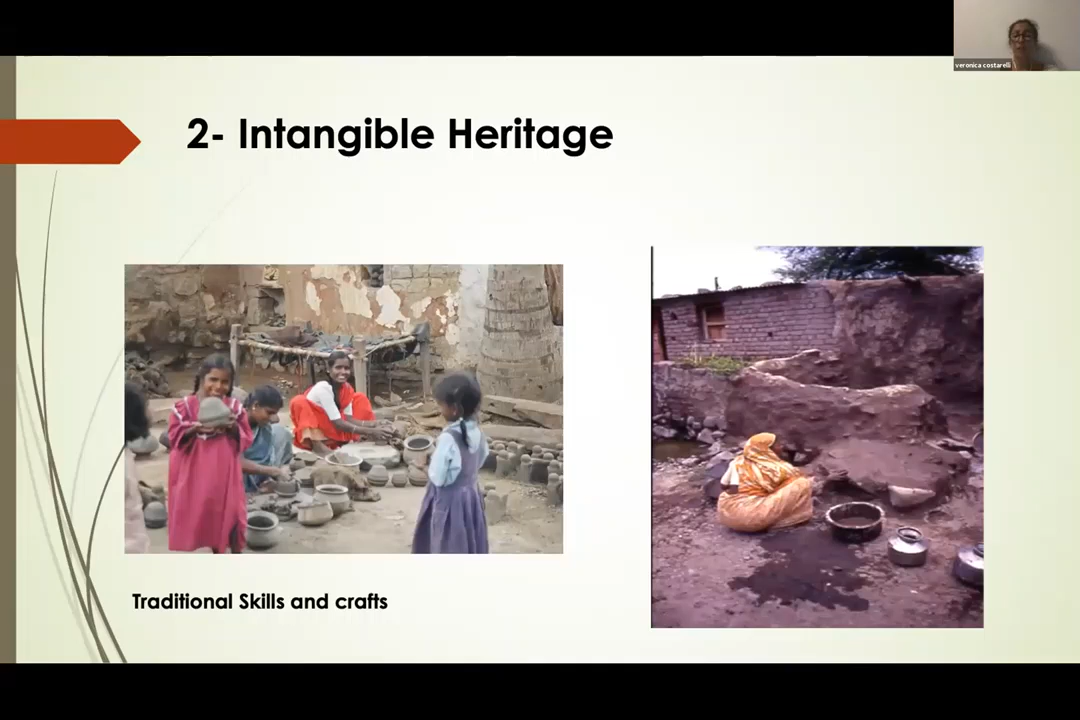 veronica costarelli
2- Intangible Heritage
Traditional Skills and crafts